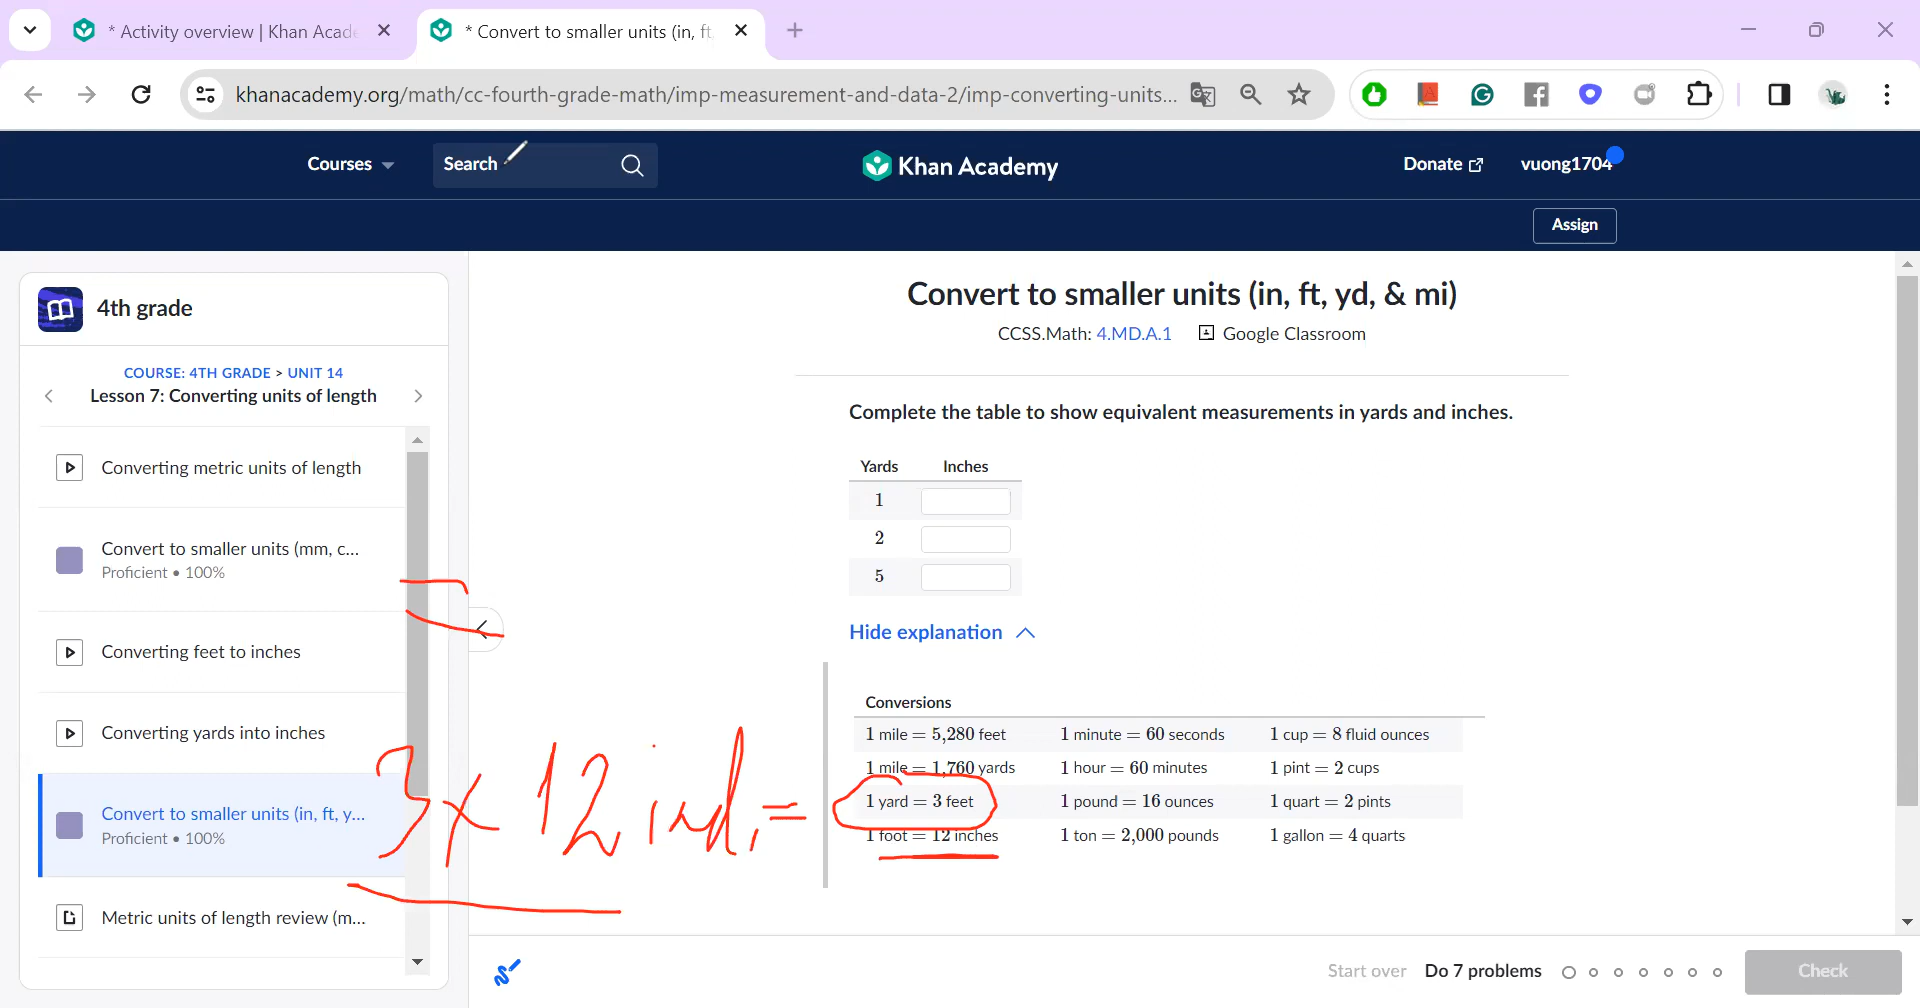 * Activity overview | Khan Acade
* Convert to smaller units (in, ft,
khanacademy.org/math/cc-fourth-grade-math/imp-measurement-and-data-2/imp-converting-units...
Courses
Search
Khan Academy
Donate
vuong1704
Assign
4th grade
COURSE: 4TH GRADE > UNIT 14
Lesson 7: Converting units of length
Converting metric units of length
Convert to smaller units (mm, c...
Proficient • 100%
Converting feet to inches
Converting yards into inches
Convert to smaller units (in, ft, y...
Proficient • 100%
Metric units of length review (m...
Convert to smaller units (in, ft, yd, & mi)
CCSS.Math: 4.MD.A.1 Google Classroom
Complete the table to show equivalent measurements in yards and inches.
Yards Inches
1
2
5
Hide explanation
Conversions
1 mile = 5,280 feet 1 minute = 60 seconds 1 cup = 8 fluid ounces
1 mile = 1,760 yards 1 hour = 60 minutes 1 pint = 2 cups
1 yard = 3 feet 1 pound = 16 ounces 1 quart = 2 pints
1 foot = 12 inches 1 ton = 2,000 pounds 1 gallon = 4 quarts
3 x 12 =
Start over Do 7 problems Check